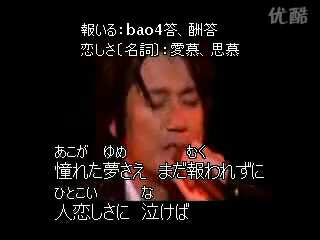 优酷
報いる：bao4答、酬答
恋しさ〔名詞〕：愛慕、思慕
あこが　ゆめ　むく
憧れた夢さえ　まだ報われずに
ひとこい　な
人恋しさに　泣けば